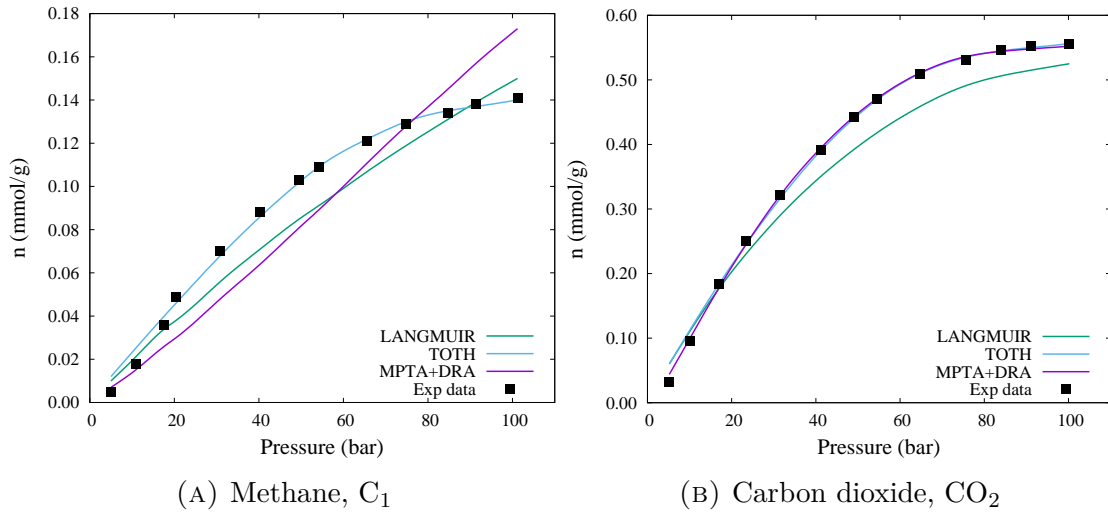 0.18
0.16
0.14
0.12
0.10
0.08
0.06
0.04
0.02
0.00
n (mmol/g)
0 20 40 60 80 100
Pressure (bar)
LANGMUIR
TOTH
MPTA+DRA
Exp data
(A) Methane, C₁
0.60
0.50
0.40
0.30
0.20
0.10
0.00
n (mmol/g)
0 20 40 60 80 100
Pressure (bar)
LANGMUIR
TOTH
MPTA+DRA
Exp data
(B) Carbon dioxide, CO₂